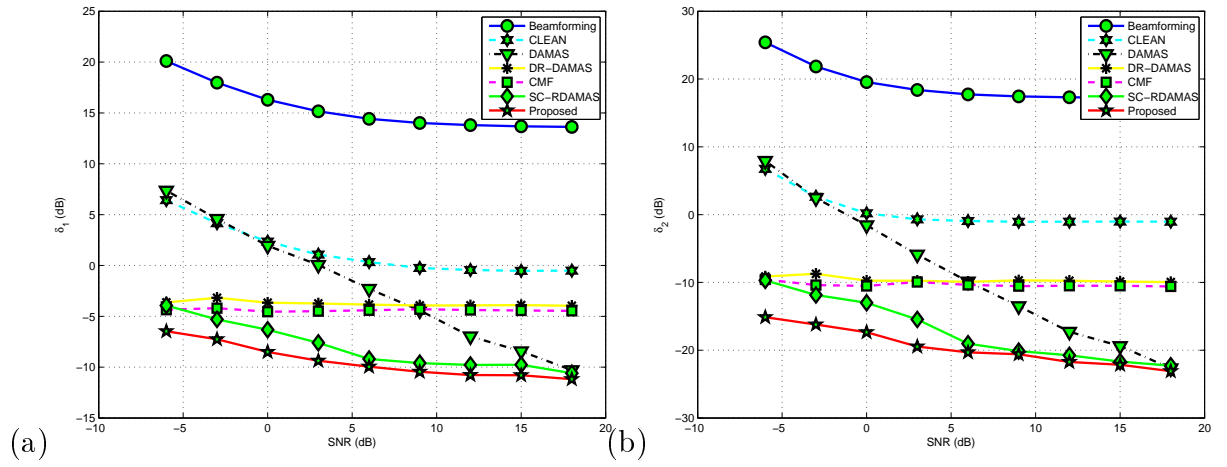 (a)
δ1 (dB)
25
20
15
10
5
0
−5
−10
−15
−10
−5
0
5
10
15
20
SNR (dB)
Beamforming
CLEAN
DAMAS
DR−DAMAS
CMF
SC−RDAMAS
Proposed
(b)
δ2(dB)
30
20
10
0
−10
−20
−30
−10
−5
0
5
10
15
20
SNR (dB)
Beamforming
CLEAN
DAMAS
DR−DAMAS
CMF
SC−RDAMAS
Proposed